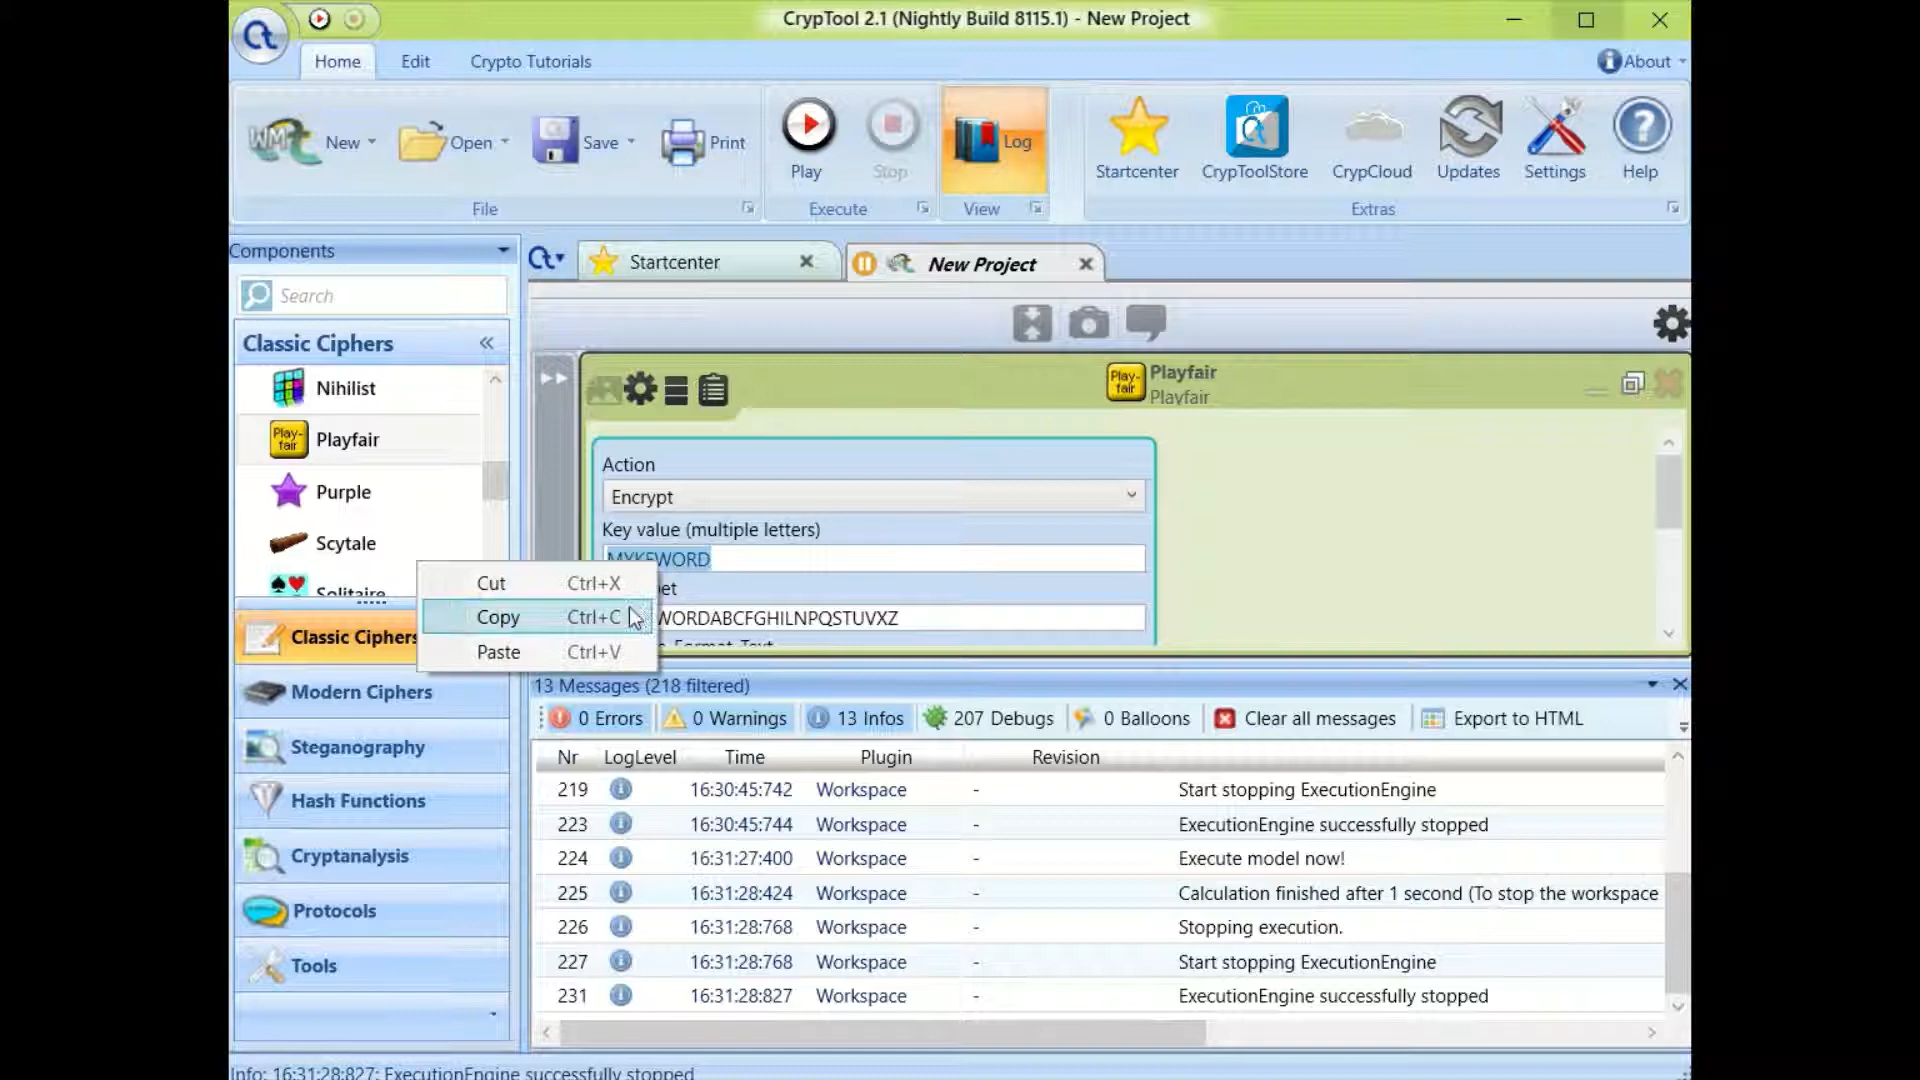 CrypTool 2.1 (Nightly Build 8115.1) - New Project
Home Edit Crypto Tutorials About
New Open Save Print Play Stop Log Startcenter CrypToolStore CrypCloud Updates Settings Help
File Execute View Extras
Components
Search
Classic Ciphers
Nihilist
Play-fair Playfair
Purple
Scytale
Solitaire
Classic Ciphers
Modern Ciphers
Steganography
Hash Functions
Cryptanalysis
Protocols
Tools
Startcenter New Project
Play-fair Playfair
Playfair
Action
Encrypt
Key value (multiple letters)
MYKEWORD
WORDABCFGHILNPQSTUVXZ
Cut Ctrl+X
Copy Ctrl+C
Paste Ctrl+V
13 Messages (218 filtered)
0 Errors 0 Warnings 13 Infos 207 Debugs 0 Balloons Clear all messages Export to HTML
Nr LogLevel Time Plugin Revision
219 16:30:45:742 Workspace - Start stopping ExecutionEngine
223 16:30:45:744 Workspace - ExecutionEngine successfully stopped
224 16:31:27:400 Workspace - Execute model now!
225 16:31:28:424 Workspace - Calculation finished after 1 second (To stop the workspace
226 16:31:28:768 Workspace - Stopping execution.
227 16:31:28:768 Workspace - Start stopping ExecutionEngine
231 16:31:28:827 Workspace - ExecutionEngine successfully stopped
Info: 16:31:28:827: ExecutionEngine successfully stopped